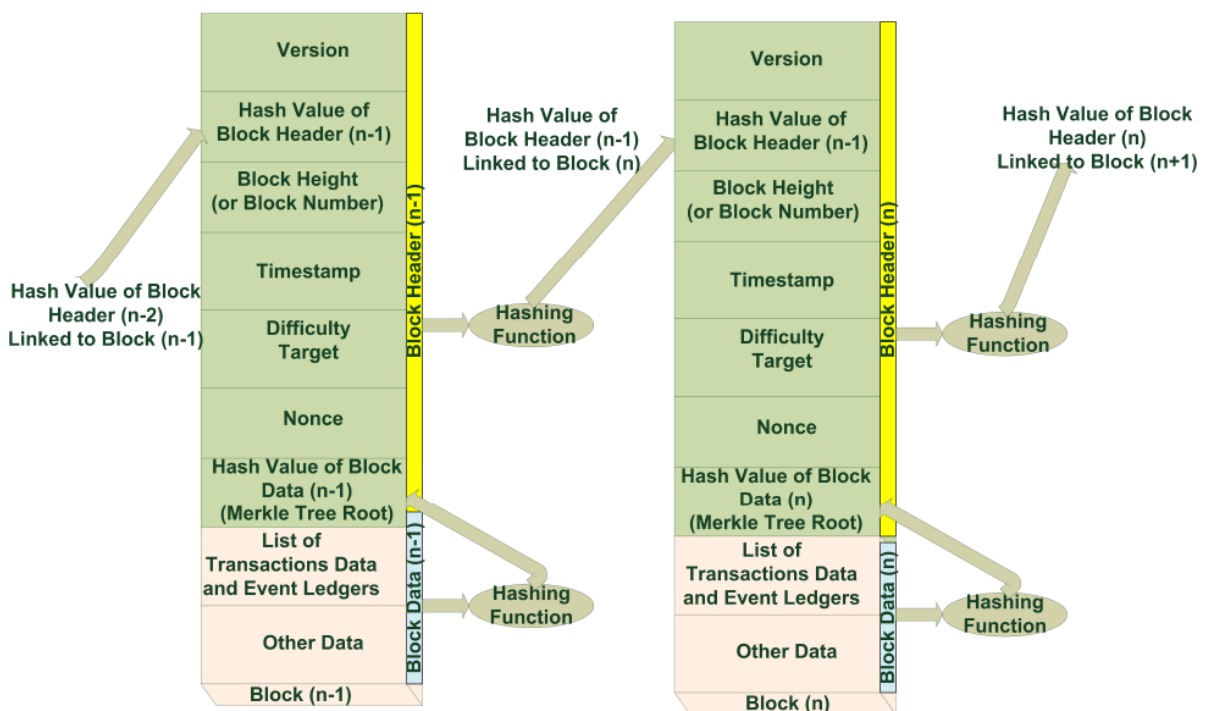 Version
Hash Value of
Block Header (n-1)
Block Height
(or Block Number)
Timestamp
Difficulty
Target
Nonce
Hash Value of Block
Data (n-1)
(Merkle Tree Root)
List of
Transactions Data
and Event Ledgers
Other Data
Block (n-1)
Block Header (n-1)
Block Data (n-1)
Hash Value of Block
Header (n-2)
Linked to Block (n-1)
Hashing
Function
Hashing
Function
Hash Value of
Block Header (n-1)
Linked to Block (n)
Version
Hash Value of
Block Header (n-1)
Block Height
(or Block Number)
Timestamp
Difficulty
Target
Nonce
Hash Value of Block
Data (n)
(Merkle Tree Root)
List of
Transactions Data
and Event Ledgers
Other Data
Block (n)
Block Header (n)
Block Data (n)
Hashing
Function
Hashing
Function
Hash Value of Block
Header (n)
Linked to Block (n+1)